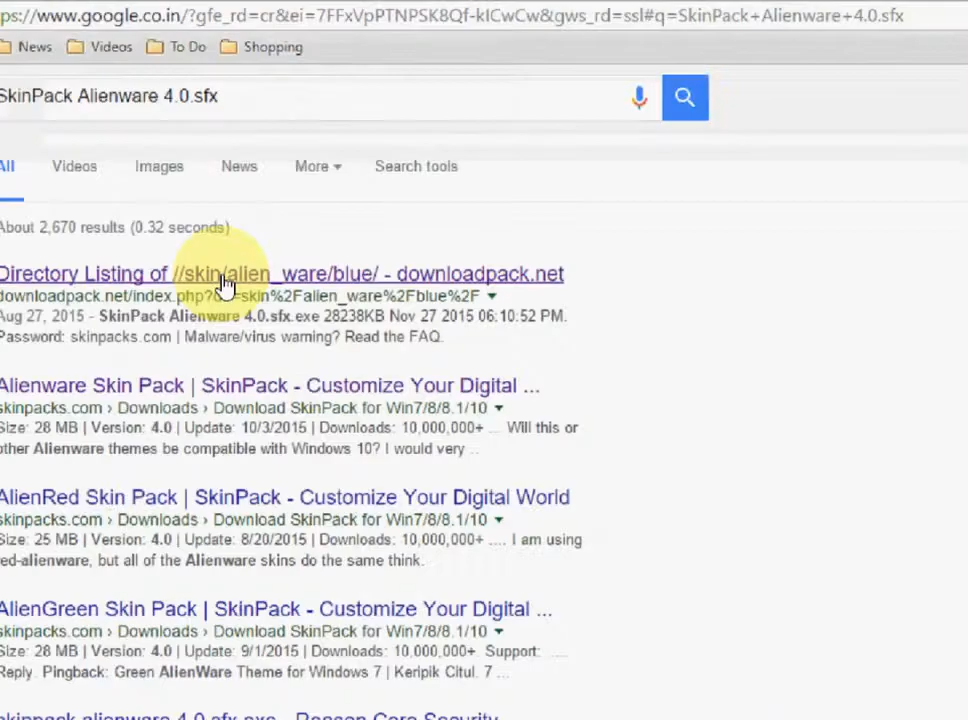 ps://www.google.co.in/?gfe_rd=cr&ei=7FFxVpPTNPSK8Qf-kICwCw&gws_rd=ssl#q=SkinPack+Alienware+4.0.sfx
News Videos To Do Shopping
SkinPack Alienware 4.0.sfx
All Videos Images News More Search tools
About 2,670 results (0.32 seconds)
Directory Listing of //skin/alien_ware/blue/ - downloadpack.net
downloadpack.net/index.php?d=skin%2Falien_ware%2Fblue%2F
Aug 27, 2015 - SkinPack Alienware 4.0.sfx.exe 28238KB Nov 27 2015 06:10:52 PM.
Password: skinpacks.com | Malware/virus warning? Read the FAQ.
Alienware Skin Pack | SkinPack - Customize Your Digital ...
skinpacks.com › Downloads › Download SkinPack for Win7/8/8.1/10
Size: 28 MB | Version: 4.0 | Update: 10/3/2015 | Downloads: 10,000,000+ ... Will this or
other Alienware themes be compatible with Windows 10? I would very ...
AlienRed Skin Pack | SkinPack - Customize Your Digital World
skinpacks.com › Downloads › Download SkinPack for Win7/8/8.1/10
Size: 25 MB | Version: 4.0 | Update: 8/20/2015 | Downloads: 10,000,000+ .... I am using
red-alienware, but all of the Alienware skins do the same think.
AlienGreen Skin Pack | SkinPack - Customize Your Digital ...
skinpacks.com › Downloads › Download SkinPack for Win7/8/8.1/10
Size: 28 MB | Version: 4.0 | Update: 9/1/2015 | Downloads: 10,000,000+. Support: ....
Reply. Pingback: Green AlienWare Theme for Windows 7 | Keripik Citul. 7 ...
skinpack alienware 4.0.sfx.exe - Reason Core Security